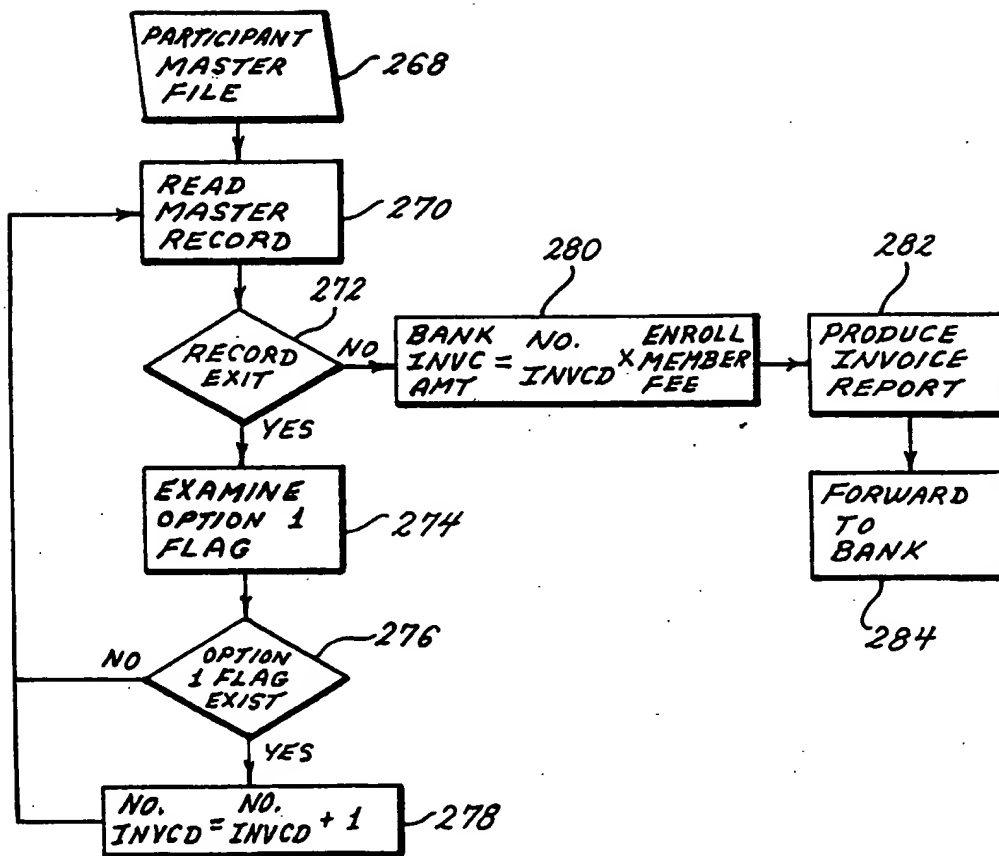 PARTICIPANT
MASTER
FILE
268
READ
MASTER
RECORD
270
272
RECORD
EXIT
NO
YES
280
BANK
INVC = NO. INVCD × ENROLL MEMBER FEE
AMT
282
PRODUCE
INVOICE
REPORT
FORWARD
TO
BANK
284
EXAMINE
OPTION 1
FLAG
274
276
OPTION
1 FLAG
EXIST
NO
YES
NO. INVCD = NO. INVCD + 1
278